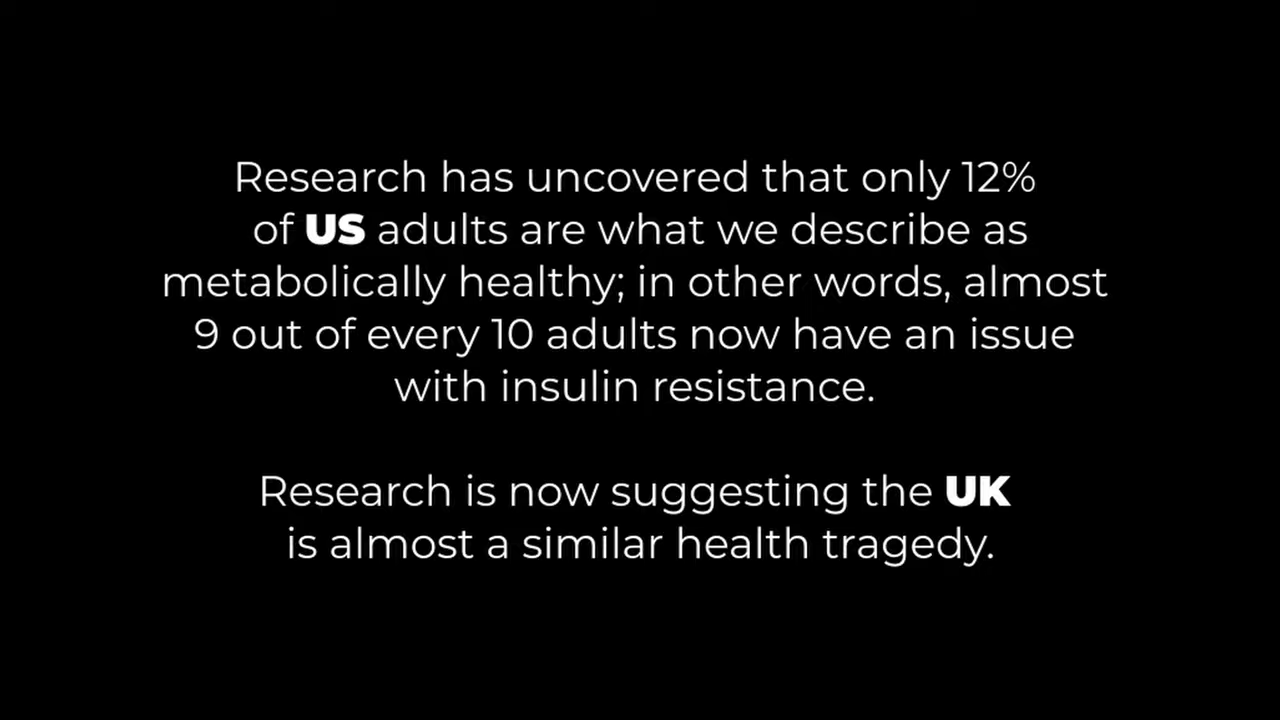 Research has uncovered that only 12%
of US adults are what we describe as
metabolically healthy; in other words, almost
9 out of every 10 adults now have an issue
with insulin resistance.
Research is now suggesting the UK
is almost a similar health tragedy.